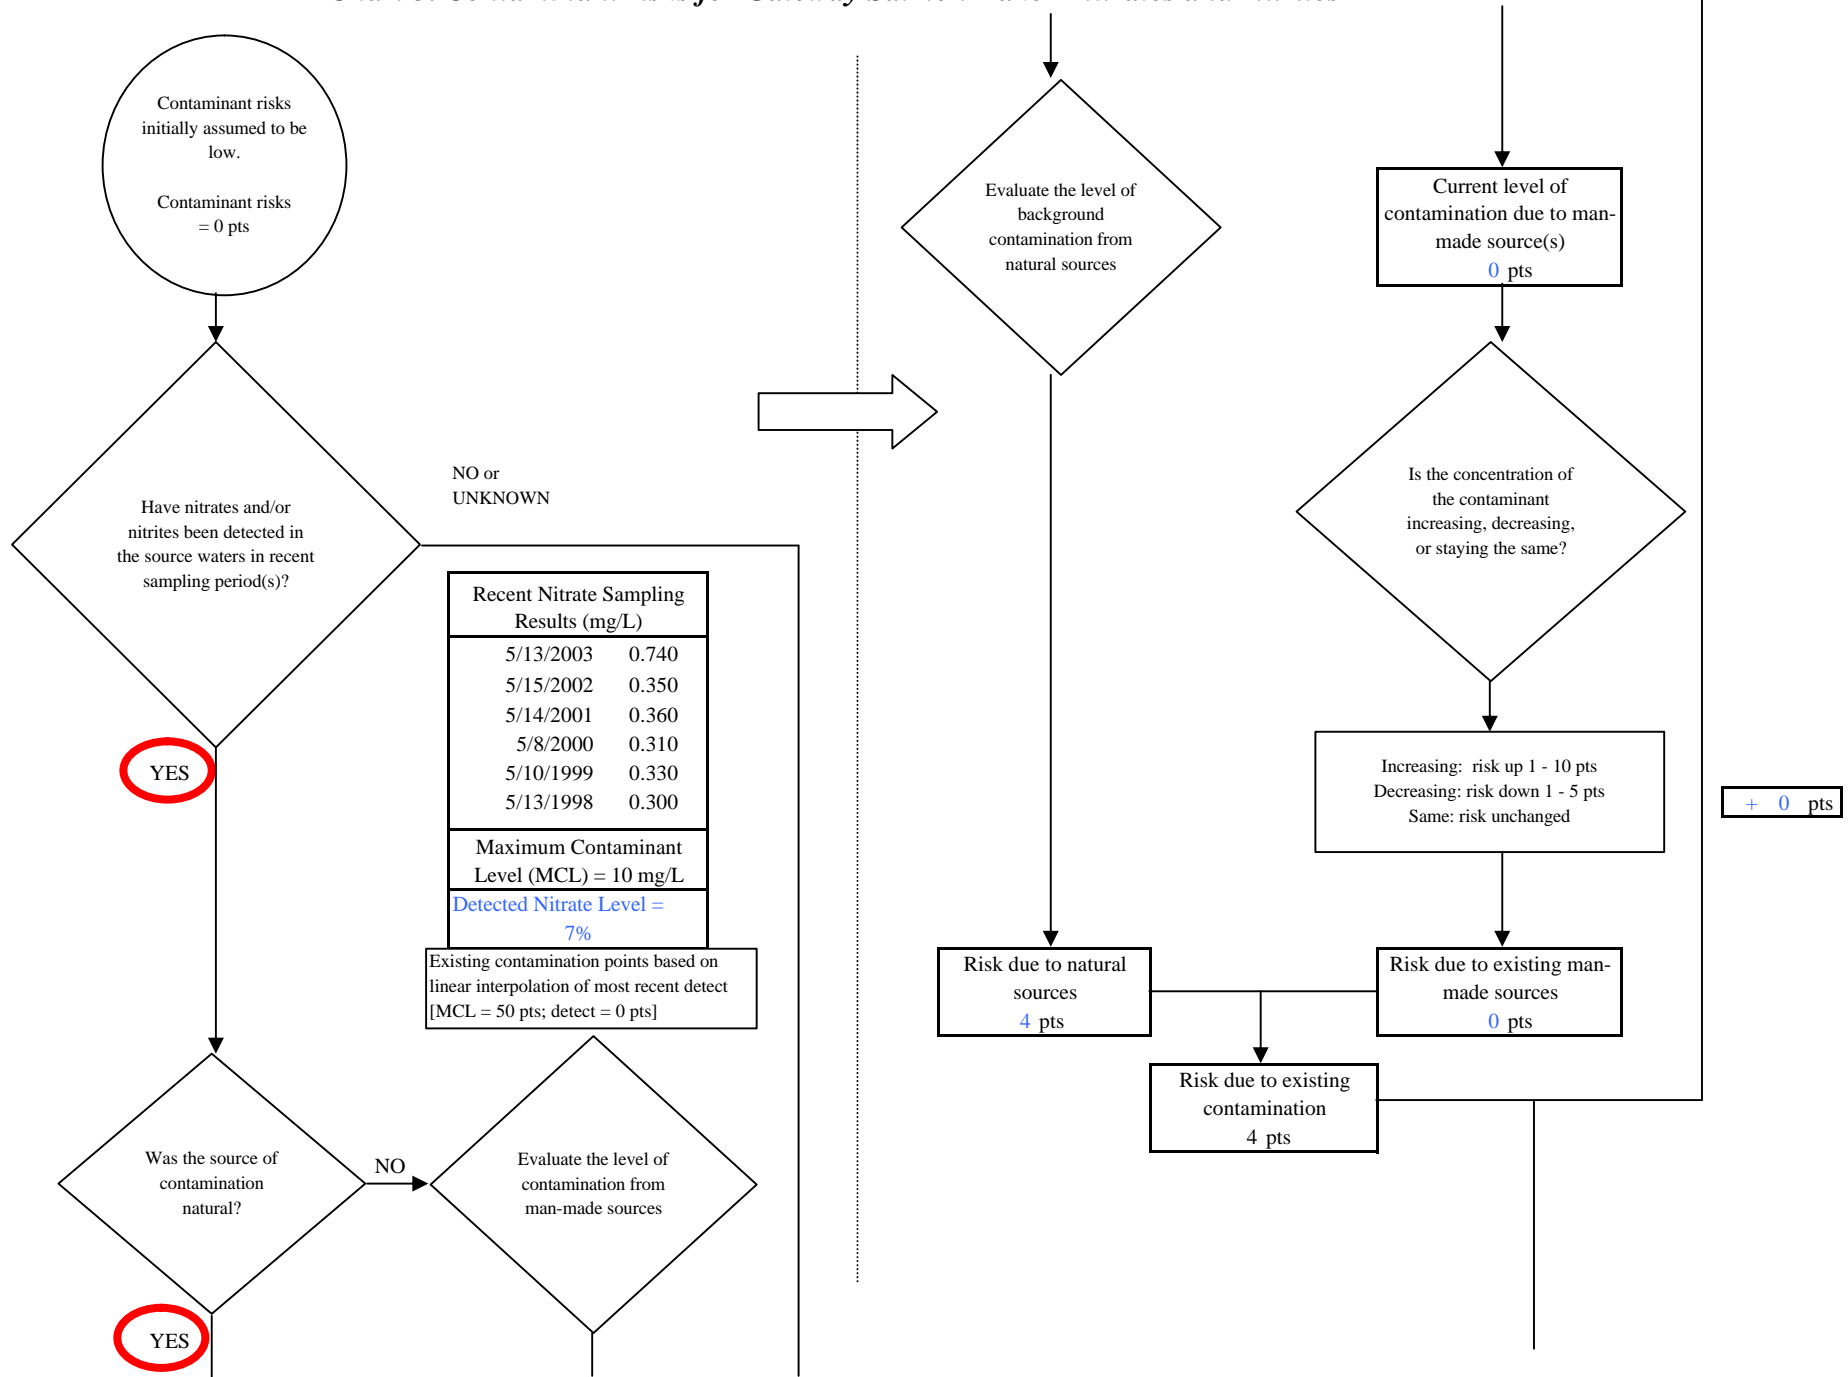 Contaminant risks
initially assumed to be
low.
Contaminant risks
= 0 pts
Have nitrates and/or
nitrites been detected in
the source waters in recent
sampling period(s)?
NO or
UNKNOWN
YES
Recent Nitrate Sampling
Results (mg/L)
5/13/2003 0.740
5/15/2002 0.350
5/14/2001 0.360
5/8/2000 0.310
5/10/1999 0.330
5/13/1998 0.300
Maximum Contaminant
Level (MCL) = 10 mg/L
Detected Nitrate Level =
7%
Existing contamination points based on
linear interpolation of most recent detect
[MCL = 50 pts; detect = 0 pts]
Was the source of
contamination
natural?
NO
YES
Evaluate the level of
contamination from
man-made sources
Evaluate the level of
background
contamination from
natural sources
Current level of
contamination due to man-
made source(s)
0 pts
Is the concentration of
the contaminant
increasing, decreasing,
or staying the same?
Increasing: risk up 1 - 10 pts
Decreasing: risk down 1 - 5 pts
Same: risk unchanged
+ 0 pts
Risk due to natural
sources
4 pts
Risk due to existing man-
made sources
0 pts
Risk due to existing
contamination
4 pts